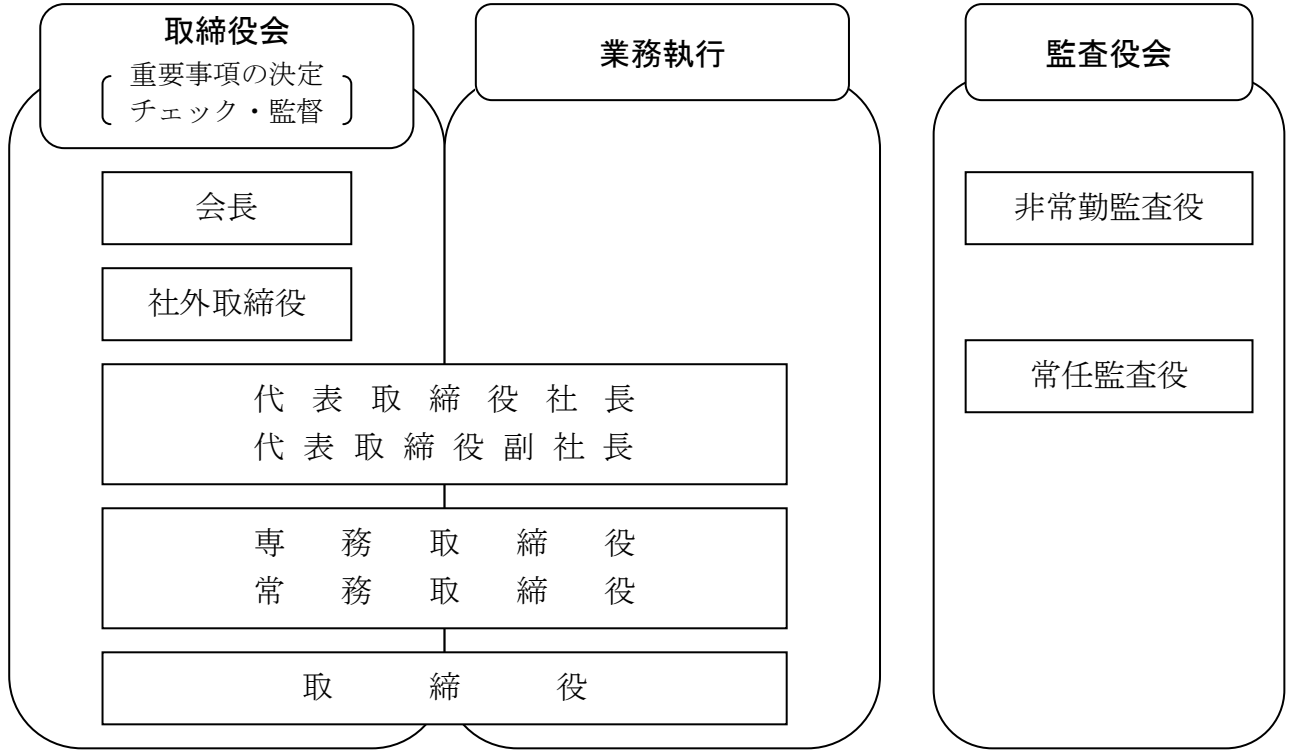 取締役会
重要事項の決定
チェック・監督
業務執行
監査役会
会長
社外取締役
代表取締役社長
代表取締役副社長
専務取締役
常務取締役
取締役
非常勤監査役
常任監査役